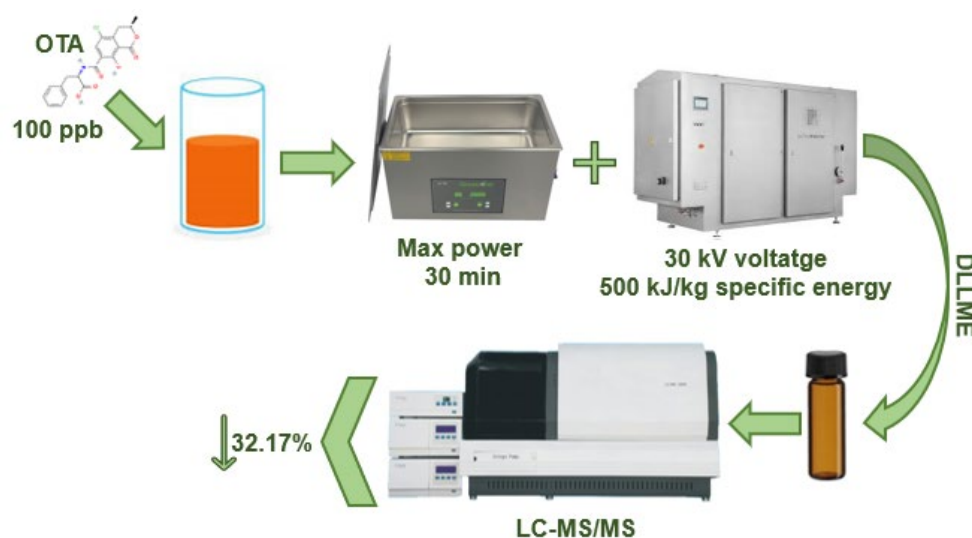 OTA
100 ppb
Max power
30 min
30 kV voltatge
500 kJ/kg specific energy
DLLME
32.17%
LC-MS/MS